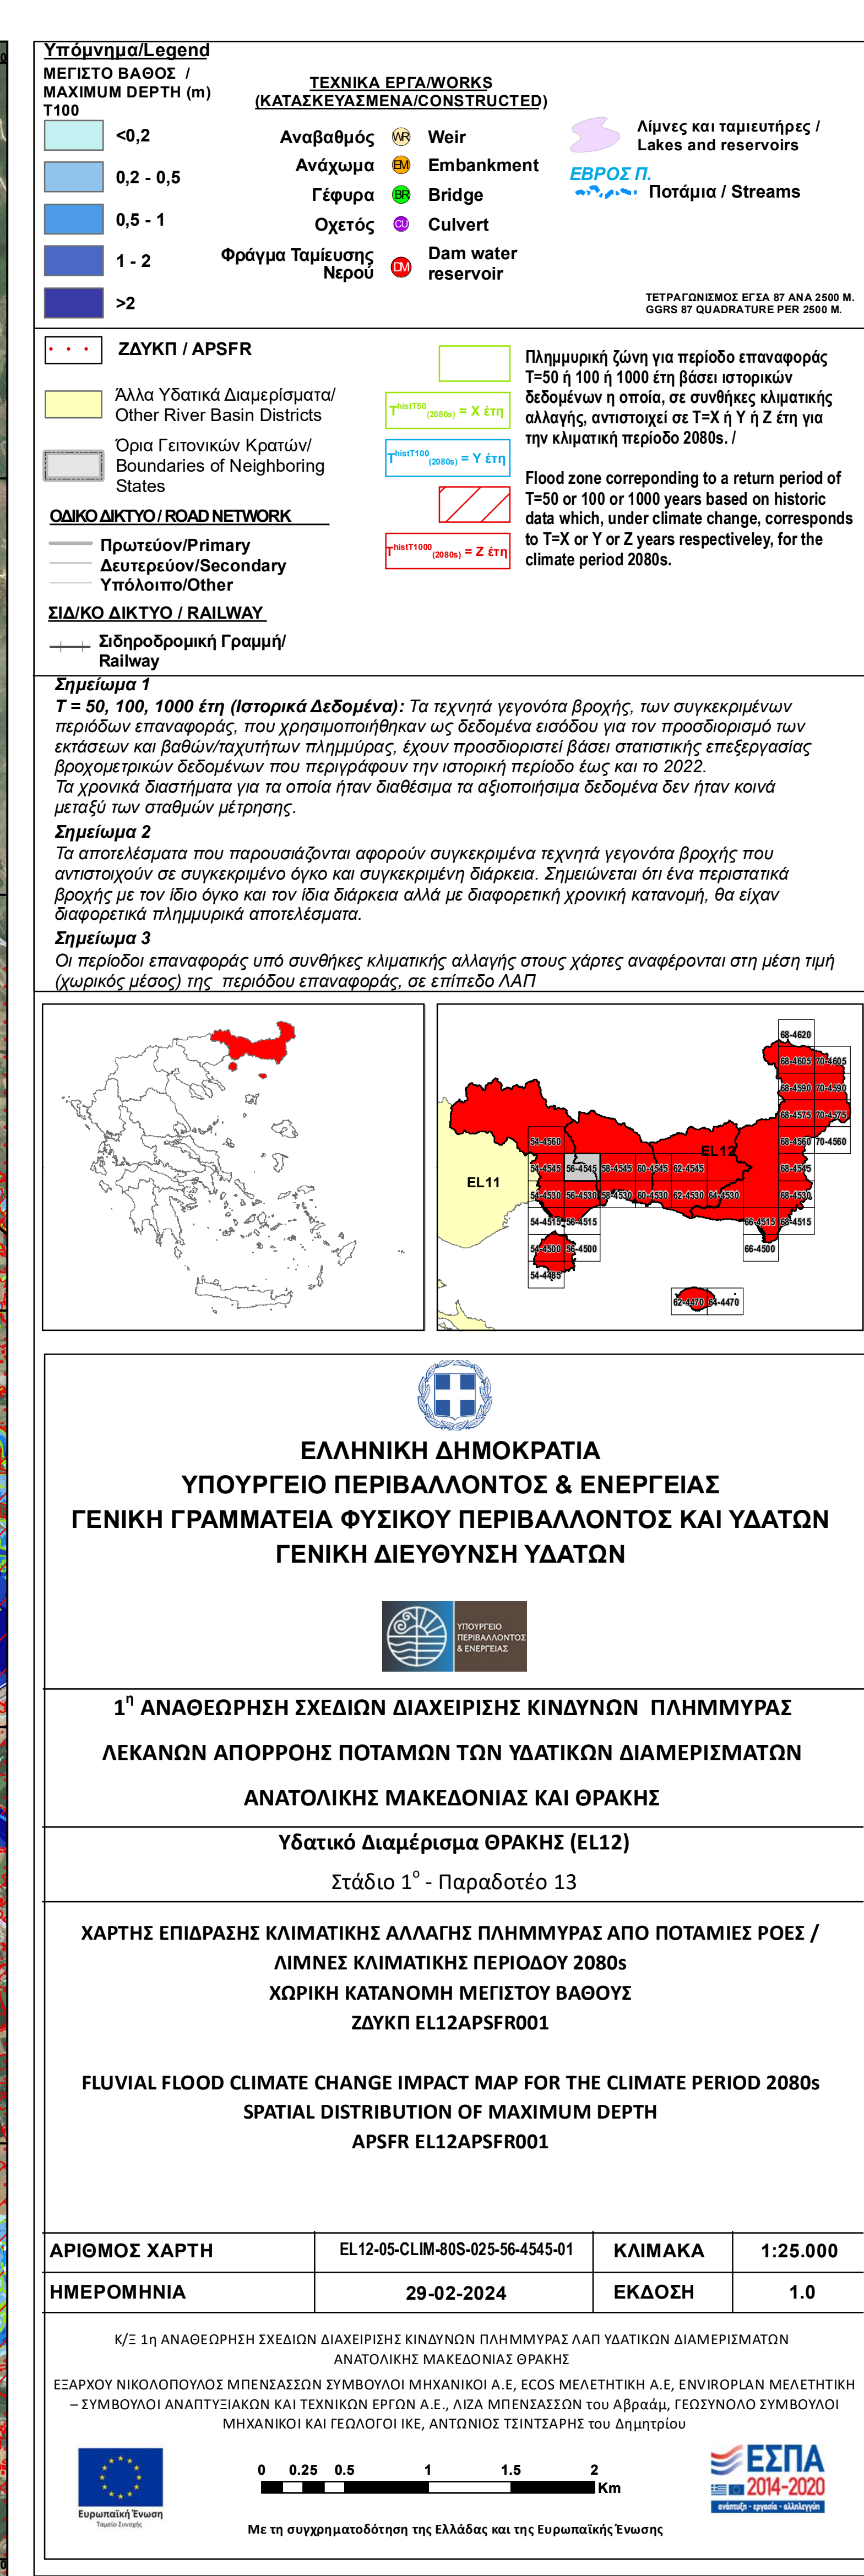 Υπόμνημα/Legend
ΜΕΓΙΣΤΟ ΒΑΘΟΣ /
MAXIMUM DEPTH (m)
T100
<0,2
0,2 - 0,5
0,5 - 1
1 - 2
>2
ΤΕΧΝΙΚΑ ΕΡΓΑ/WORKS
(ΚΑΤΑΣΚΕΥΑΣΜΕΝΑ/CONSTRUCTED)
Αναβαθμός WR Weir
Ανάχωμα EM Embankment
Γέφυρα BR Bridge
Οχετός CU Culvert
Φράγμα Ταμίευσης
Νερού
DM
Dam water
reservoir
Λίμνες και ταμιευτήρες /
Lakes and reservoirs
ΕΒΡΟΣ Π.
Ποτάμια / Streams
ΤΕΤΡΑΓΩΝΙΣΜΟΣ ΕΓΣΑ 87 ΑΝΑ 2500 Μ.
GGRS 87 QUADRATURE PER 2500 M.
ΖΔΥΚΠ / APSFR
Άλλα Υδατικά Διαμερίσματα/
Other River Basin Districts
Όρια Γειτονικών Κρατών/
Boundaries of Neighboring
States
ΟΔΙΚΟ ΔΙΚΤΥΟ / ROAD NETWORK
Πρωτεύον/Primary
Δευτερεύον/Secondary
Υπόλοιπο/Other
ΣΙΔ/ΚΟ ΔΙΚΤΥΟ / RAILWAY
Σιδηροδρομική Γραμμή/
Railway
T histT50 (2080s) = X έτη
T histT100 (2080s) = Y έτη
T histT1000 (2080s) = Z έτη
Πλημμυρική ζώνη για περίοδο επαναφοράς
Τ=50 ή 100 ή 1000 έτη βάσει ιστορικών
δεδομένων η οποία, σε συνθήκες κλιματικής
αλλαγής, αντιστοιχεί σε Τ=Χ ή Υ ή Ζ έτη για
την κλιματική περίοδο 2080s. /
Flood zone correponding to a return period of
T=50 or 100 or 1000 years based on historic
data which, under climate change, corresponds
to T=X or Y or Z years respectiveley, for the
climate period 2080s.
Σημείωμα 1
Τ = 50, 100, 1000 έτη (Ιστορικά Δεδομένα): Τα τεχνητά γεγονότα βροχής, των συγκεκριμένων
περιόδων επαναφοράς, που χρησιμοποιήθηκαν ως δεδομένα εισόδου για τον προσδιορισμό των
εκτάσεων και βαθών/ταχυτήτων πλημμύρας, έχουν προσδιοριστεί βάσει στατιστικής επεξεργασίας
βροχομετρικών δεδομένων που περιγράφουν την ιστορική περίοδο έως και το 2022.
Τα χρονικά διαστήματα για τα οποία ήταν διαθέσιμα τα αξιοποιήσιμα δεδομένα δεν ήταν κοινά
μεταξύ των σταθμών μέτρησης.
Σημείωμα 2
Τα αποτελέσματα που παρουσιάζονται αφορούν συγκεκριμένα τεχνητά γεγονότα βροχής που
αντιστοιχούν σε συγκεκριμένο όγκο και συγκεκριμένη διάρκεια. Σημειώνεται ότι ένα περιστατικά
βροχής με τον ίδιο όγκο και τον ίδια διάρκεια αλλά με διαφορετική χρονική κατανομή, θα είχαν
διαφορετικά πλημμυρικά αποτελέσματα.
Σημείωμα 3
Οι περίοδοι επαναφοράς υπό συνθήκες κλιματικής αλλαγής στους χάρτες αναφέρονται στη μέση τιμή
(χωρικός μέσος) της περιόδου επαναφοράς, σε επίπεδο ΛΑΠ
68-4620
68-4605 70-4605
68-4590 70-4590
68-4575 70-4575
54-4560 EL12 68-4560 70-4560
EL11
54-4545 56-4545 58-4545 60-4545 62-4545 68-4545
54-4530 56-4530 58-4530 60-4530 62-4530 64-4530 68-4530
54-4515 56-4515 66-4515 68-4515
54-4500 56-4500 66-4500
54-4485
62-4470 64-4470
ΕΛΛΗΝΙΚΗ ΔΗΜΟΚΡΑΤΙΑ
ΥΠΟΥΡΓΕΙΟ ΠΕΡΙΒΑΛΛΟΝΤΟΣ & ΕΝΕΡΓΕΙΑΣ
ΓΕΝΙΚΗ ΓΡΑΜΜΑΤΕΙΑ ΦΥΣΙΚΟΥ ΠΕΡΙΒΑΛΛΟΝΤΟΣ ΚΑΙ ΥΔΑΤΩΝ
ΓΕΝΙΚΗ ΔΙΕΥΘΥΝΣΗ ΥΔΑΤΩΝ
ΥΠΟΥΡΓΕΙΟ
ΠΕΡΙΒΑΛΛΟΝΤΟΣ
& ΕΝΕΡΓΕΙΑΣ
1η ΑΝΑΘΕΩΡΗΣΗ ΣΧΕΔΙΩΝ ΔΙΑΧΕΙΡΙΣΗΣ ΚΙΝΔΥΝΩΝ ΠΛΗΜΜΥΡΑΣ
ΛΕΚΑΝΩΝ ΑΠΟΡΡΟΗΣ ΠΟΤΑΜΩΝ ΤΩΝ ΥΔΑΤΙΚΩΝ ΔΙΑΜΕΡΙΣΜΑΤΩΝ
ΑΝΑΤΟΛΙΚΗΣ ΜΑΚΕΔΟΝΙΑΣ ΚΑΙ ΘΡΑΚΗΣ
Υδατικό Διαμέρισμα ΘΡΑΚΗΣ (EL12)
Στάδιο 1ο - Παραδοτέο 13
ΧΑΡΤΗΣ ΕΠΙΔΡΑΣΗΣ ΚΛΙΜΑΤΙΚΗΣ ΑΛΛΑΓΗΣ ΠΛΗΜΜΥΡΑΣ ΑΠΟ ΠΟΤΑΜΙΕΣ ΡΟΕΣ /
ΛΙΜΝΕΣ ΚΛΙΜΑΤΙΚΗΣ ΠΕΡΙΟΔΟΥ 2080s
ΧΩΡΙΚΗ ΚΑΤΑΝΟΜΗ ΜΕΓΙΣΤΟΥ ΒΑΘΟΥΣ
ΖΔΥΚΠ EL12APSFR001
FLUVIAL FLOOD CLIMATE CHANGE IMPACT MAP FOR THE CLIMATE PERIOD 2080s
SPATIAL DISTRIBUTION OF MAXIMUM DEPTH
APSFR EL12APSFR001
ΑΡΙΘΜΟΣ ΧΑΡΤΗ EL12-05-CLIM-80S-025-56-4545-01 ΚΛΙΜΑΚΑ 1:25.000
ΗΜΕΡΟΜΗΝΙΑ 29-02-2024 ΕΚΔΟΣΗ 1.0
Κ/Ξ 1η ΑΝΑΘΕΩΡΗΣΗ ΣΧΕΔΙΩΝ ΔΙΑΧΕΙΡΙΣΗΣ ΚΙΝΔΥΝΩΝ ΠΛΗΜΜΥΡΑΣ ΛΑΠ ΥΔΑΤΙΚΩΝ ΔΙΑΜΕΡΙΣΜΑΤΩΝ
ΑΝΑΤΟΛΙΚΗΣ ΜΑΚΕΔΟΝΙΑΣ ΘΡΑΚΗΣ
ΕΞΑΡΧΟΥ ΝΙΚΟΛΟΠΟΥΛΟΣ ΜΠΕΝΣΑΣΣΩΝ ΣΥΜΒΟΥΛΟΙ ΜΗΧΑΝΙΚΟΙ Α.Ε, ECOS ΜΕΛΕΤΗΤΙΚΗ Α.Ε, ENVIROPLAN ΜΕΛΕΤΗΤΙΚΗ
– ΣΥΜΒΟΥΛΟΙ ΑΝΑΠΤΥΞΙΑΚΩΝ ΚΑΙ ΤΕΧΝΙΚΩΝ ΕΡΓΩΝ Α.Ε., ΛΙΖΑ ΜΠΕΝΣΑΣΣΩΝ του Αβραάμ, ΓΕΩΣΥΝΟΛΟ ΣΥΜΒΟΥΛΟΙ
ΜΗΧΑΝΙΚΟΙ ΚΑΙ ΓΕΩΛΟΓΟΙ ΙΚΕ, ΑΝΤΩΝΙΟΣ ΤΣΙΝΤΣΑΡΗΣ του Δημητρίου
Ευρωπαϊκή Ένωση
Ταμείο Συνοχής
0 0.25 0.5 1 1.5 2
Km
ΕΣΠΑ
2014-2020
ανάπτυξη - εργασία - αλληλεγγύη
Με τη συγχρηματοδότηση της Ελλάδας και της Ευρωπαϊκής Ένωσης